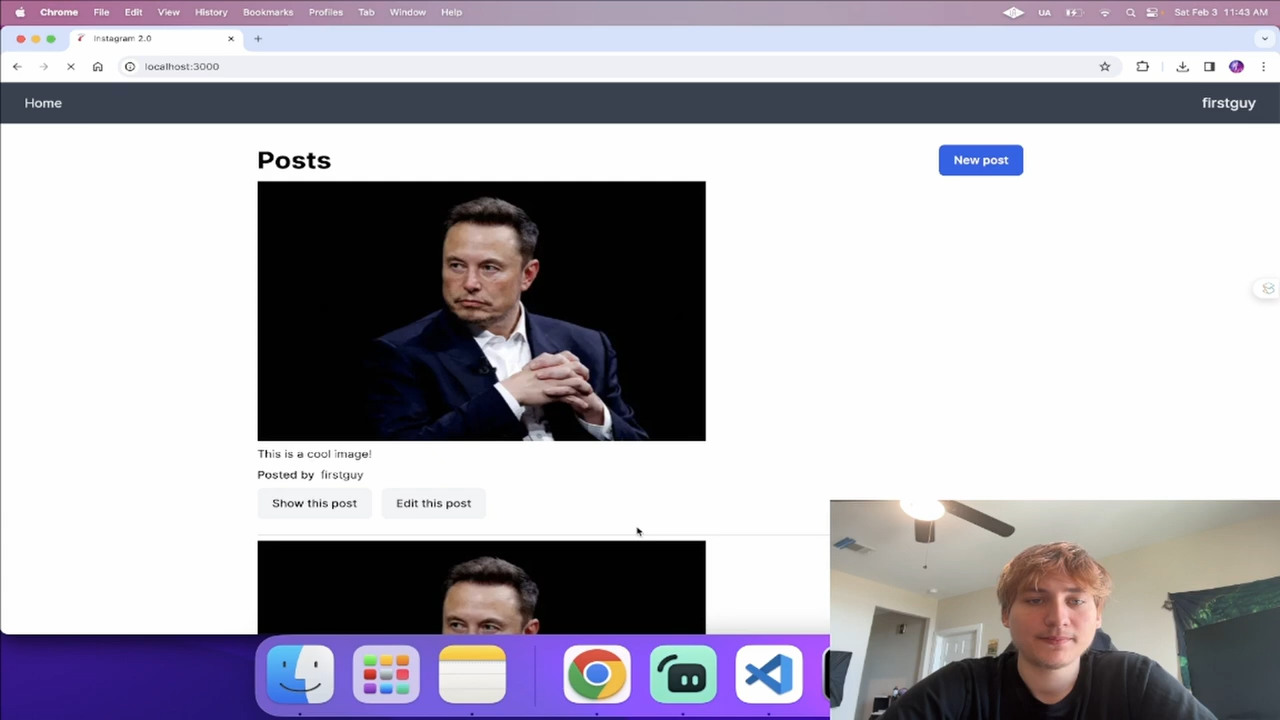 Chrome File Edit View History Bookmarks Profiles Tab Window Help UA Sat Feb 3 11:43 AM
Instagram 2.0
localhost:3000
Home firstguy
Posts New post
This is a cool image!
Posted by firstguy
Show this post Edit this post